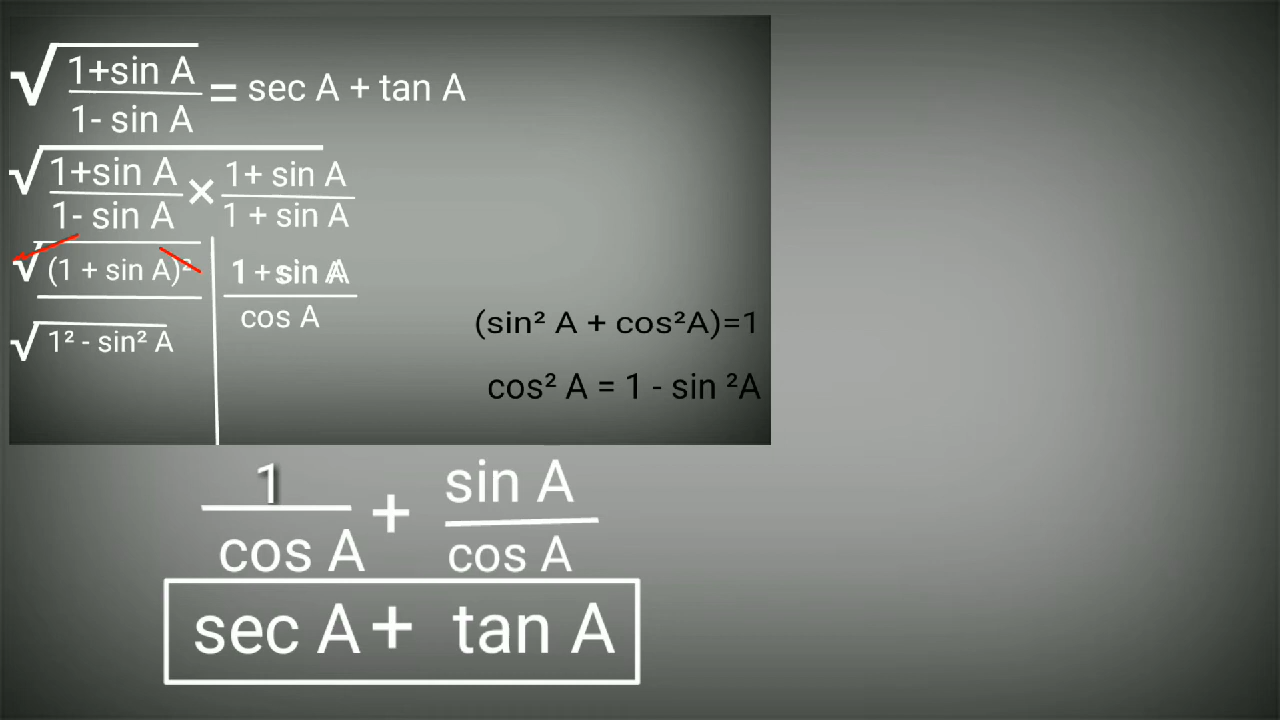 √(1+sin A / 1- sin A) = sec A + tan A
√(1+sin A / 1- sin A × 1+ sin A / 1 + sin A)
√(1 + sin A)²
√1² - sin² A
1 + sin A
cos A
(sin² A + cos²A)=1
cos² A = 1 - sin ²A
1 / cos A + sin A / cos A
sec A + tan A